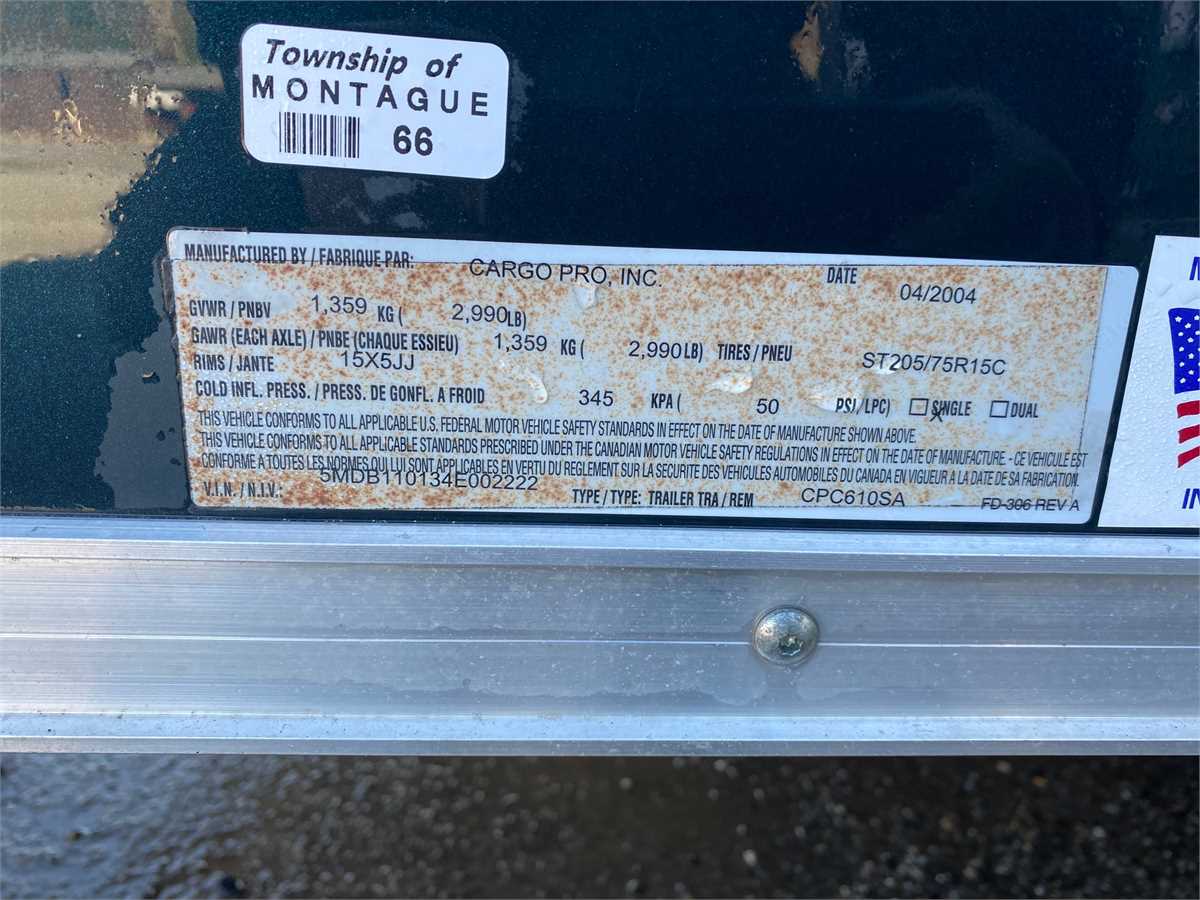 Township of
MONTAGUE
66
MANUFACTURED BY / FABRIQUE PAR: CARGO PRO, INC. DATE 04/2004
GVWR / PNBV 1,359 KG ( 2,990 LB)
GAWR (EACH AXLE) / PNBE (CHAQUE ESSIEU) 1,359 KG ( 2,990 LB) TIRES / PNEU ST205/75R15C
RIMS / JANTE 15X5JJ
COLD INFL. PRESS. / PRESS. DE GONFL. A FROID 345 KPA ( 50 PSI/LPC) SINGLE X DUAL
THIS VEHICLE CONFORMS TO ALL APPLICABLE U.S. FEDERAL MOTOR VEHICLE SAFETY STANDARDS IN EFFECT ON THE DATE OF MANUFACTURE SHOWN ABOVE.
THIS VEHICLE CONFORMS TO ALL APPLICABLE STANDARDS PRESCRIBED UNDER THE CANADIAN MOTOR VEHICLE SAFETY REGULATIONS IN EFFECT ON THE DATE OF MANUFACTURE. - CE VEHICULE EST
CONFORME A TOUTES LES NORMES QUI LUI SONT APPLICABLES EN VERTU DU REGLEMENT SUR LA SECURITE DES VEHICULES AUTOMOBILES DU CANADA EN VIGUEUR A LA DATE DE SA FABRICATION.
V.I.N. / N.I.V.: 5MDB110134E002222 TYPE / TYPE: TRAILER TRA / REM CPC610SA FD-306 REV A